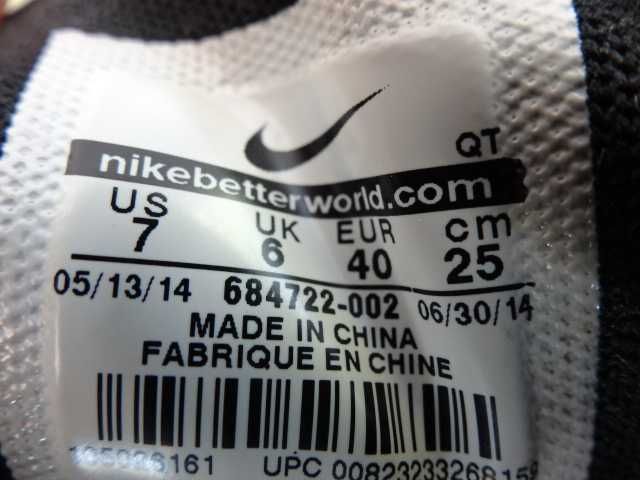 QT
nikebetterworld.com
US UK EUR cm
7 6 40 25
05/13/14 684722-002 06/30/14
MADE IN CHINA
FABRIQUE EN CHINE
UPC